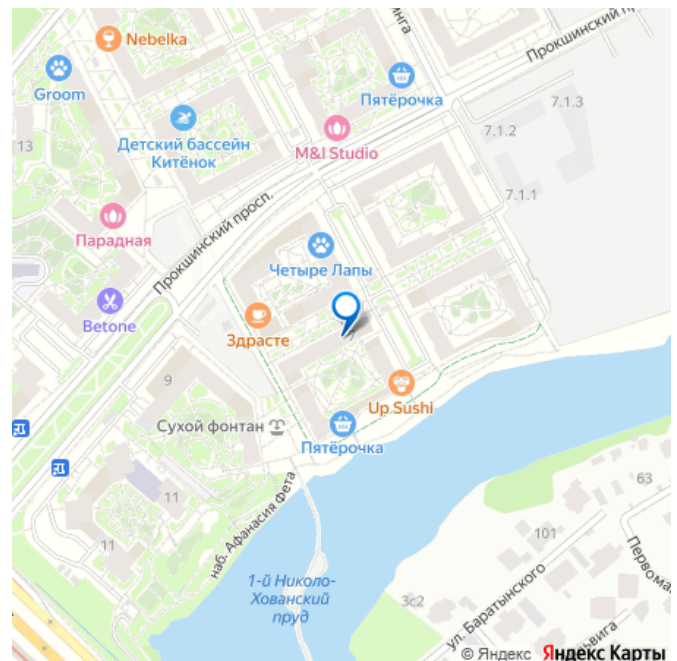 Nebelka
Groom
Пятёрочка
Прокшинский пр
7.1.3
7.1.2
13
Детский бассейн
Китёнок
M&I Studio
7.1.1
Парадная
Прокшинский просп.
Четыре Лапы
Betone
Здрасте
9
Up Sushi
Сухой фонтан
Пятёрочка
11
63
наб. Афанасия Фета
101
11
1-й Николо-
Хованский
пруд
3с2
ул. Баратынского
Первома
© Яндекс Яндекс Карты